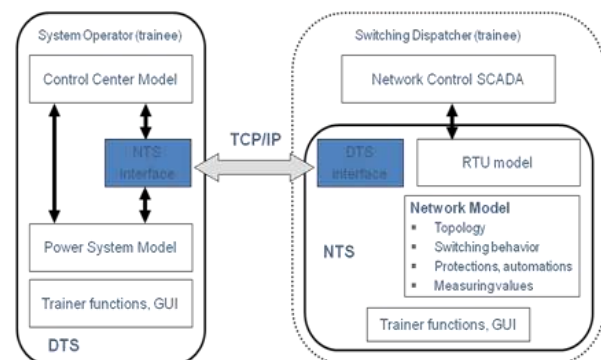 System Operator (trainee)
Control Center Model
NTS
interface
Power System Model
Trainer functions, GUI
DTS
TCP/IP
Switching Dispatcher (trainee)
Network Control SCADA
DTS
interface
RTU model
Network Model
▪ Topology
▪ Switching behavior
▪ Protections, automations
▪ Measuring values
NTS
Trainer functions, GUI